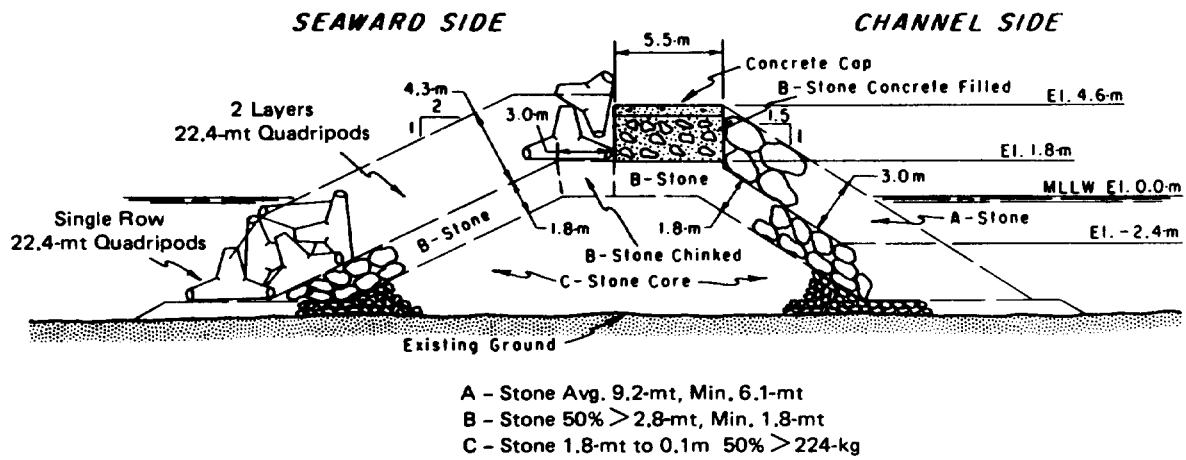 SEAWARD SIDE
CHANNEL SIDE
5.5-m
Concrete Cap
B-Stone Concrete Filled
El. 4.6-m
4.3-m
2
1
3.0-m
1.5
1
2 Layers
22.4-mt Quadripods
El. 1.8-m
B-Stone
3.0-m
MLLW El. 0.0-m
Single Row
22.4-mt Quadripods
B-Stone
1.8-m
1.8-m
A-Stone
El. -2.4-m
B-Stone Chinked
C-Stone Core
Existing Ground
A - Stone Avg. 9.2-mt, Min. 6.1-mt
B - Stone 50% > 2.8-mt, Min. 1.8-mt
C - Stone 1.8-mt to 0.1m 50% > 224-kg